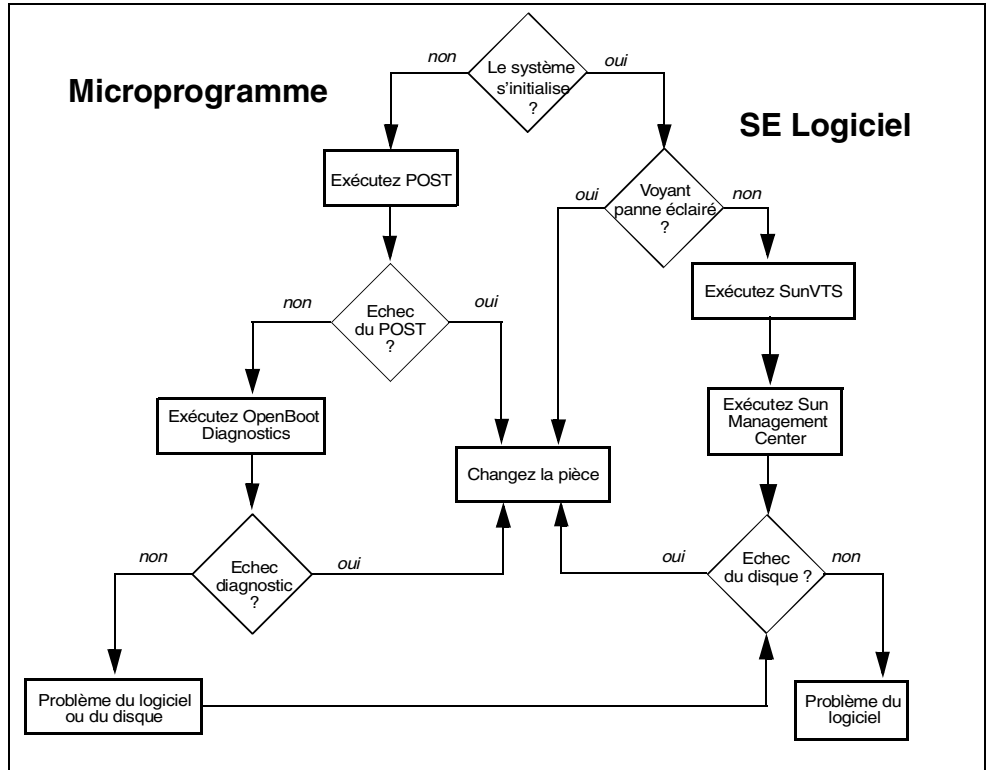 non
Le système
s'initialise
?
oui
Microprogramme
SE Logiciel
Exécutez POST
oui
Voyant
panne éclairé
?
non
Exécutez SunVTS
non
Echec
du POST
?
oui
Exécutez OpenBoot
Diagnostics
Exécutez Sun
Management
Center
Changez la pièce
non
Echec
diagnostic
?
oui
oui
Echec
du disque ?
non
Problème du logiciel
ou du disque
Problème du
logiciel